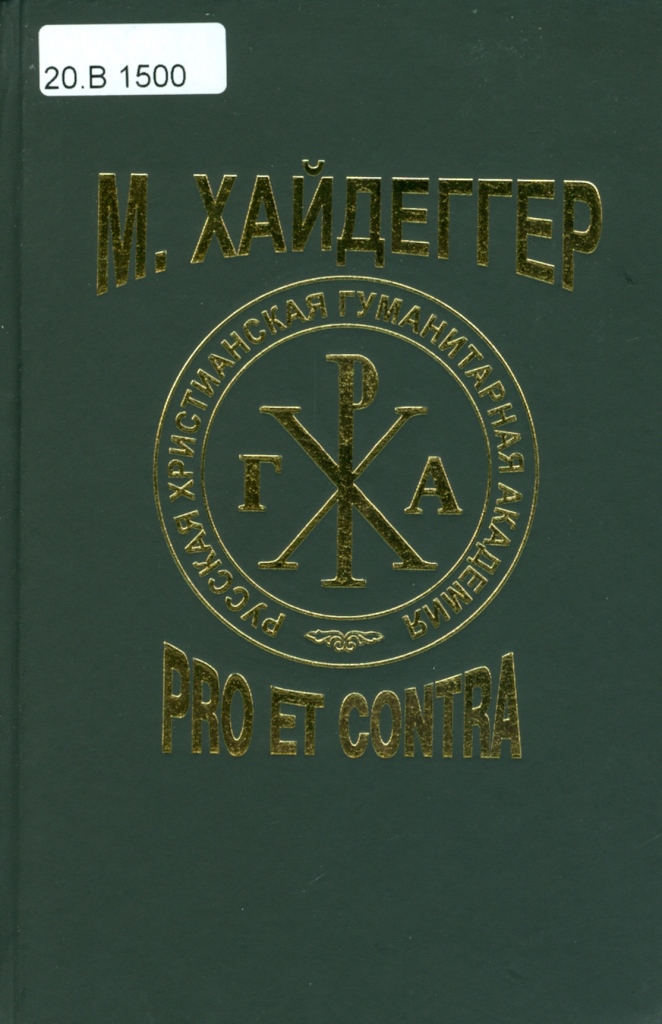 20.В 1500
М. ХАЙДЕГГЕР
РУССКАЯ ХРИСТИАНСКАЯ ГУМАНИТАРНАЯ АКАДЕМИЯ
Р
Г Х А
PRO ET CONTRA